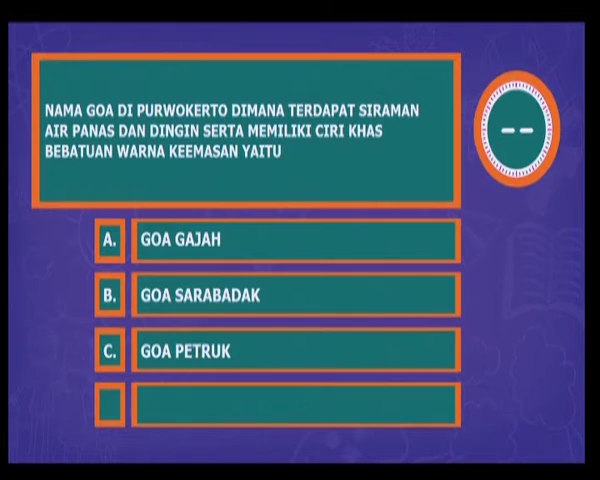 NAMA GOA DI PURWOKERTO DIMANA TERDAPAT SIRAMAN
AIR PANAS DAN DINGIN SERTA MEMILIKI CIRI KHAS
BEBATUAN WARNA KEEMASAN YAITU
--
A. GOA GAJAH
B. GOA SARABADAK
C. GOA PETRUK